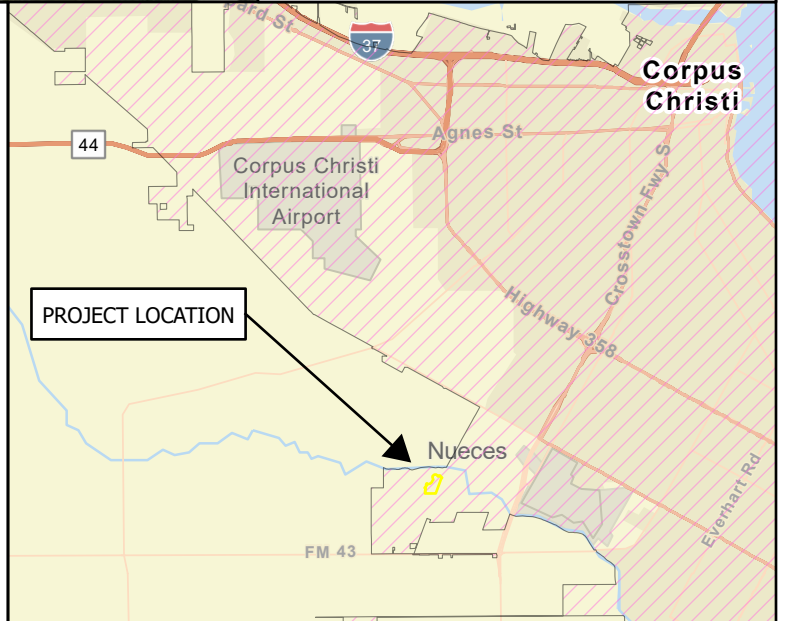 37
Corpus
Christi
44
Agnes St
Corpus Christi
International
Airport
Crosstown Fwy S
PROJECT LOCATION
Highway 358
Nueces
Everhart Rd
FM 43